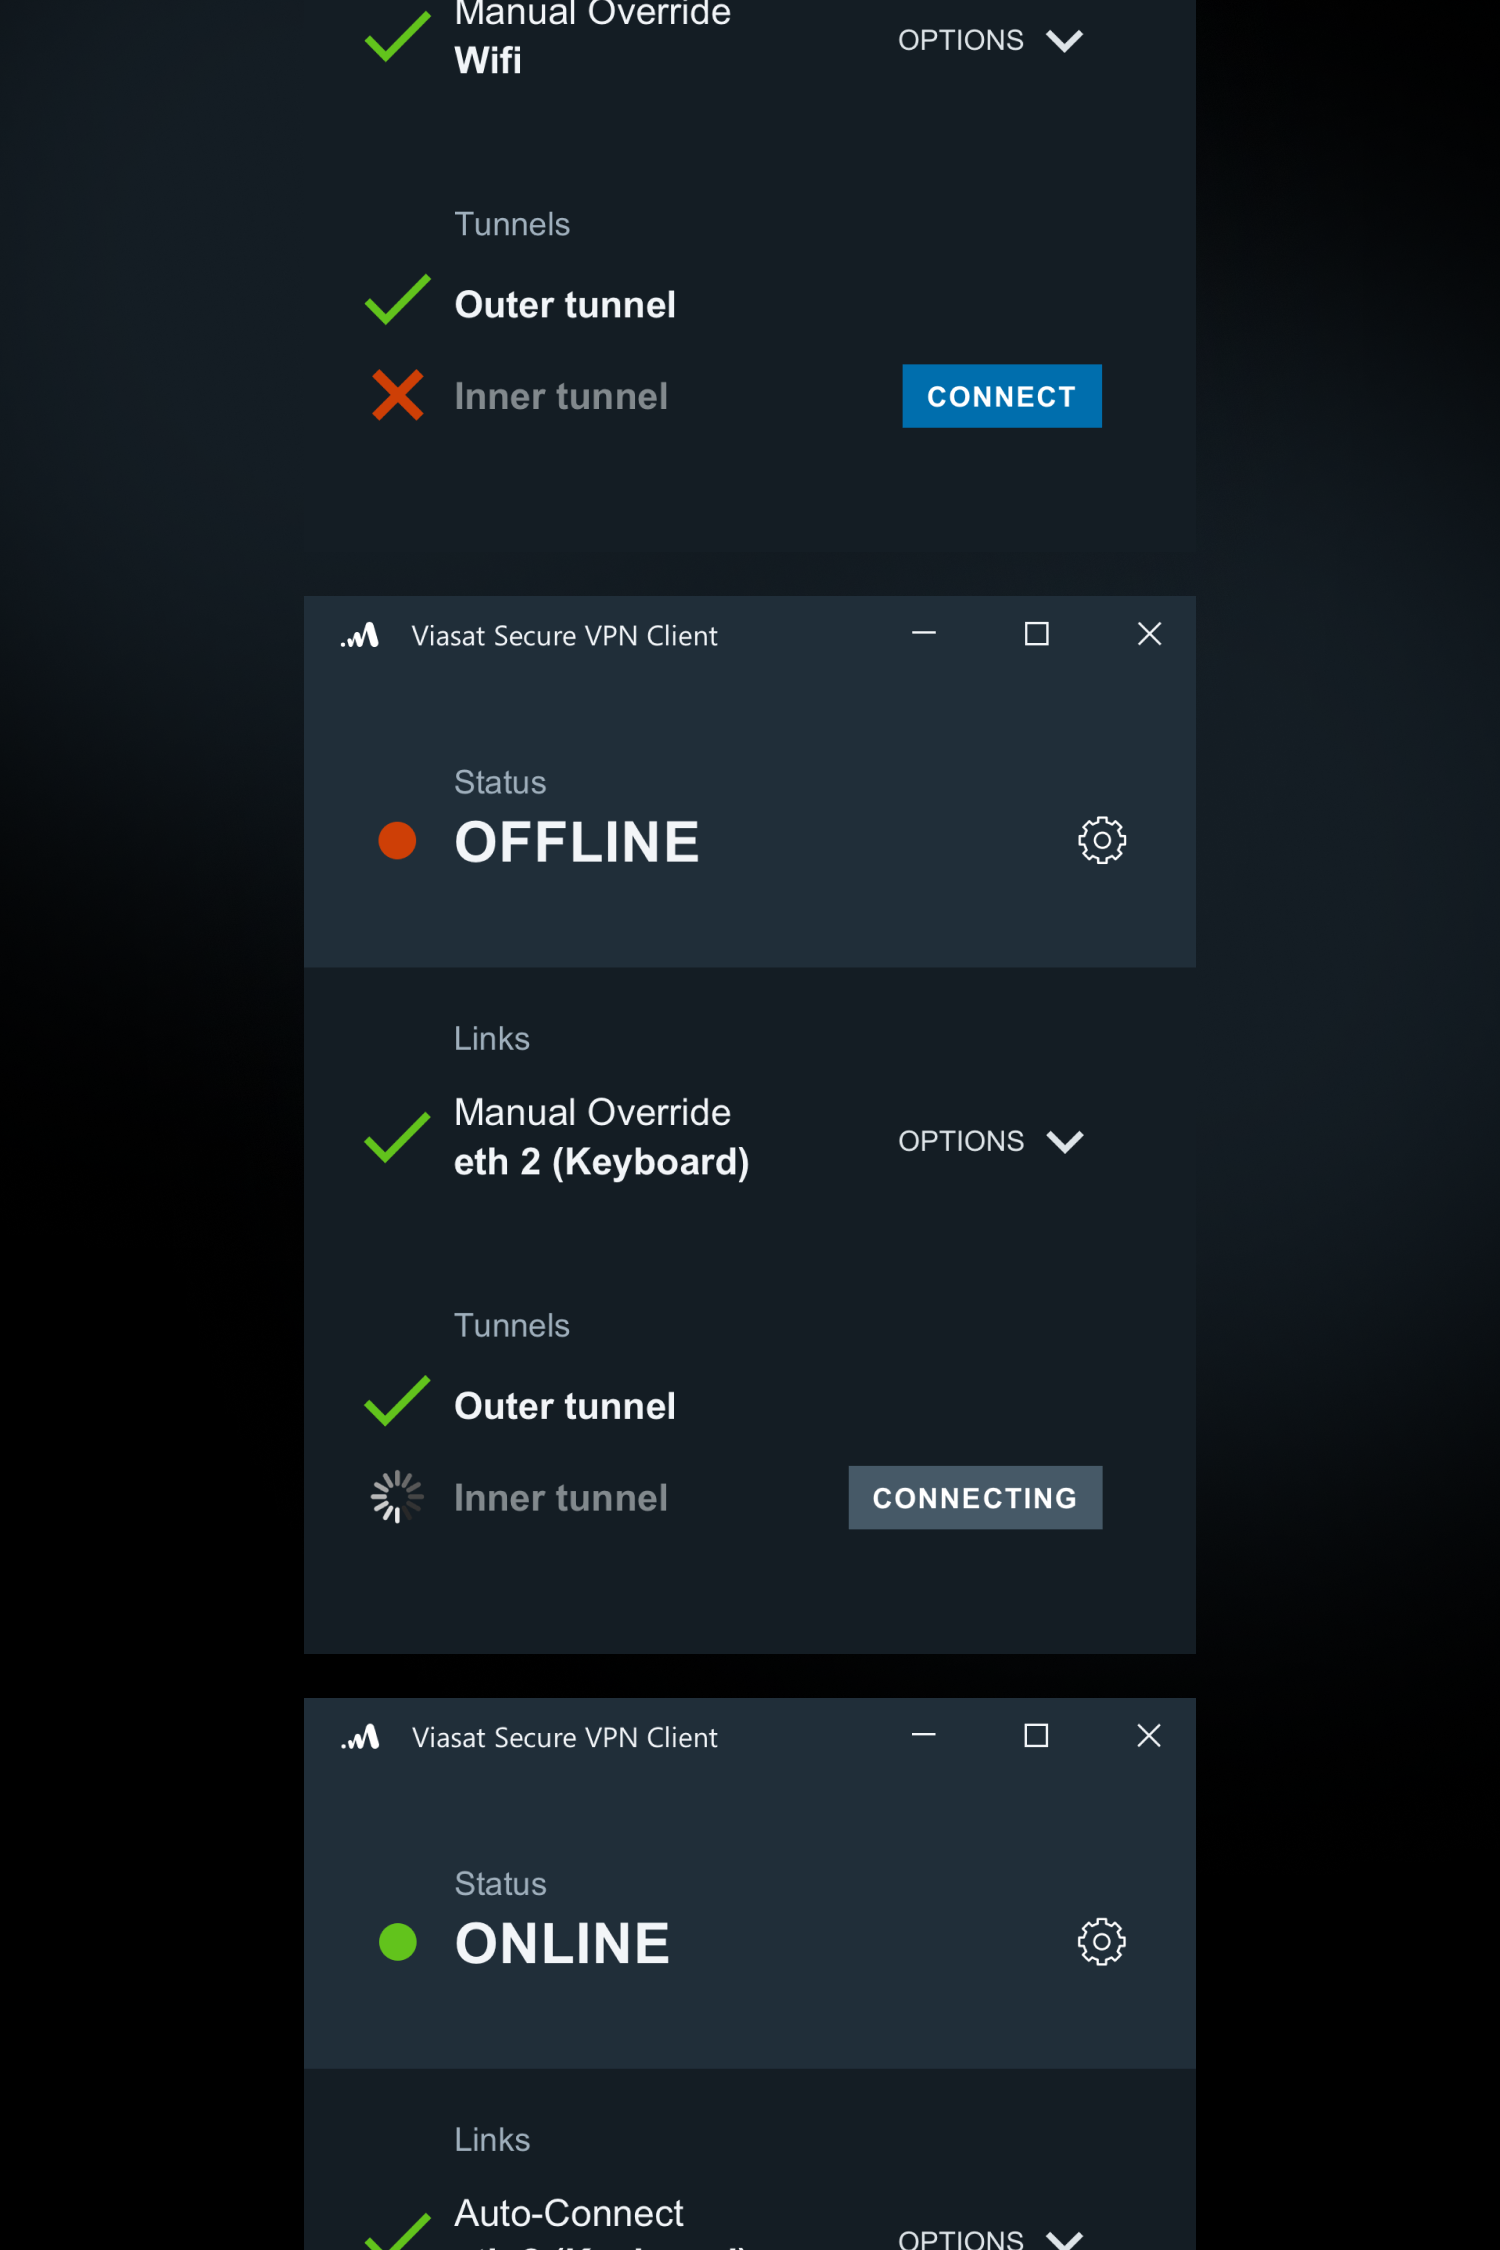 Manual Override
Wifi
OPTIONS
Tunnels
Outer tunnel
Inner tunnel
CONNECT
Viasat Secure VPN Client
Status
OFFLINE
Links
Manual Override
eth 2 (Keyboard)
OPTIONS
Tunnels
Outer tunnel
Inner tunnel
CONNECTING
Viasat Secure VPN Client
Status
ONLINE
Links
Auto-Connect
OPTIONS